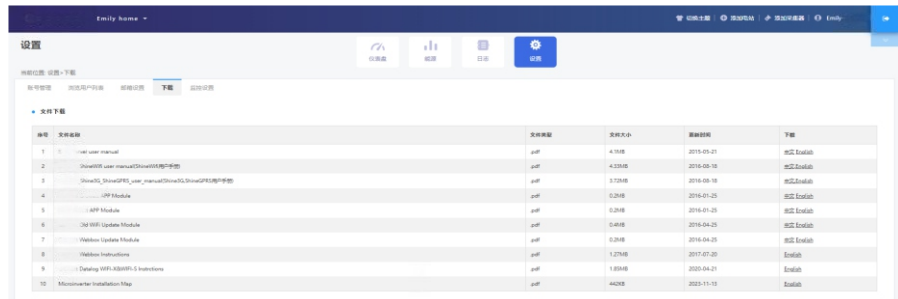 Emily home
切换主题 添加电站 添加采集器 Emily
设置
仪表盘 能源 日志 设置
当前位置: 设置>下载
账号管理 浏览用户列表 邮箱设置 下载 监控设置
文件下载
序号 文件名称 文件类型 文件大小 更新时间 下载
1 user manual .pdf 4.1MB 2015-05-21 中文 English
2 ShineWifi user manual(ShineWifi用户手册) .pdf 4.33MB 2016-08-18 中文 English
3 Shine3G_ShineGPRS_user_manual(Shine3G,ShineGPRS用户手册) .pdf 3.72MB 2016-08-18 中文 English
4 APP Module .pdf 0.2MB 2016-01-25 中文 English
5 APP Module .pdf 0.2MB 2016-01-25 中文 English
6 Old WiFi Update Module .pdf 0.4MB 2016-04-25 中文 English
7 Webbox Update Module .pdf 0.2MB 2016-04-25 中文 English
8 Webbox Instructions .pdf 1.27MB 2017-07-20 English
9 Datalog WIFI-X&WIFI-S Instrctions .pdf 1.85MB 2020-04-21 English
10 Microinverter Installation Map .pdf 442KB 2023-11-15 English